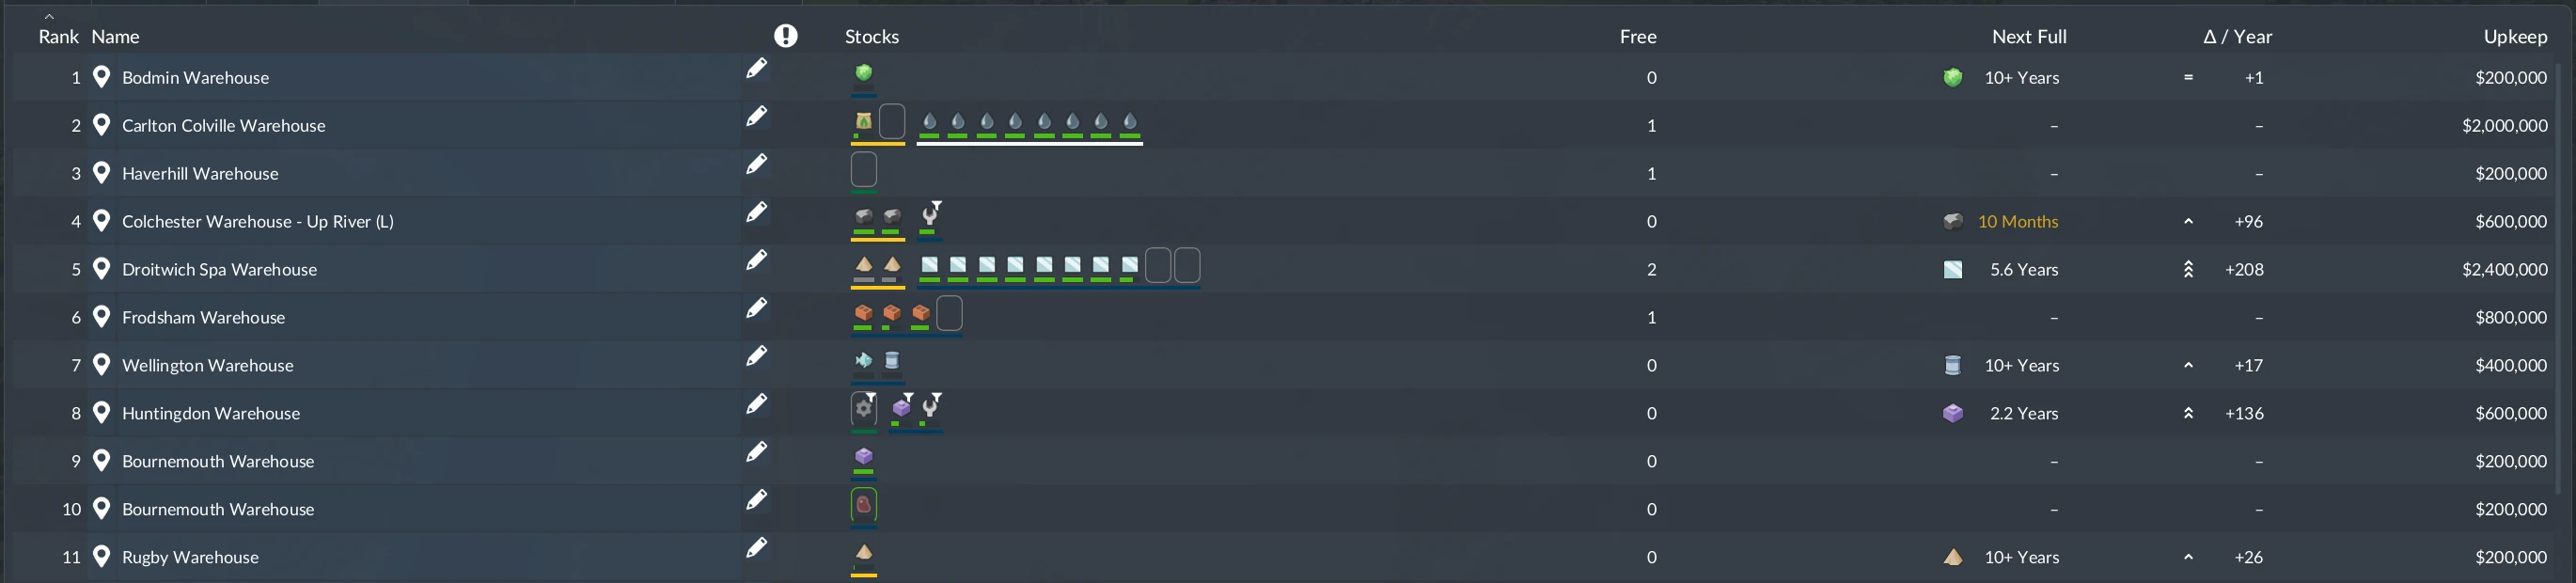 Rank Name Stocks Free Next Full Δ / Year Upkeep
1 Bodmin Warehouse 0 10+ Years = +1 $200,000
2 Carlton Colville Warehouse 1 – – $2,000,000
3 Haverhill Warehouse 1 – – $200,000
4 Colchester Warehouse - Up River (L) 0 10 Months +96 $600,000
5 Droitwich Spa Warehouse 2 5.6 Years +208 $2,400,000
6 Frodsham Warehouse 1 – – $800,000
7 Wellington Warehouse 0 10+ Years +17 $400,000
8 Huntingdon Warehouse 0 2.2 Years +136 $600,000
9 Bournemouth Warehouse 0 – – $200,000
10 Bournemouth Warehouse 0 – – $200,000
11 Rugby Warehouse 0 10+ Years +26 $200,000